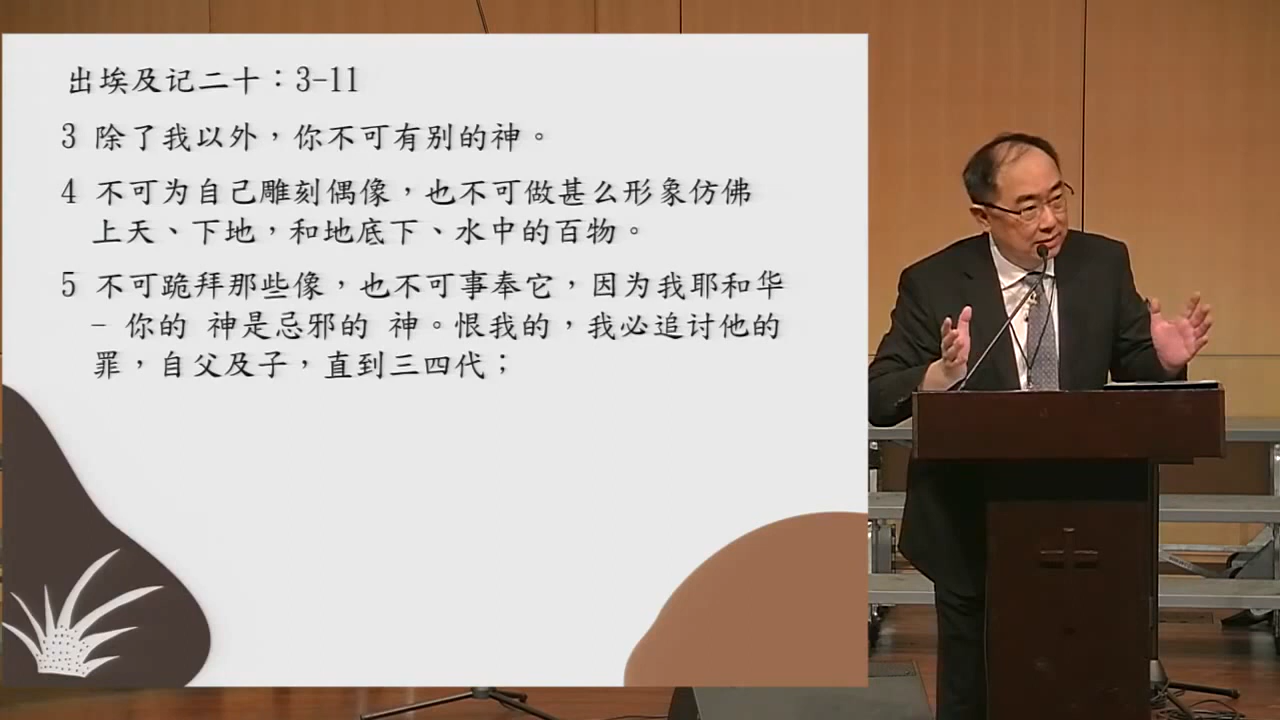 出埃及记二十：3-11
3 除了我以外，你不可有别的神。
4 不可为自己雕刻偶像，也不可做甚么形象仿佛
上天、下地，和地底下、水中的百物。
5 不可跪拜那些像，也不可事奉它，因为我耶和华
- 你的 神是忌邪的 神。恨我的，我必追讨他的
罪，自父及子，直到三四代；